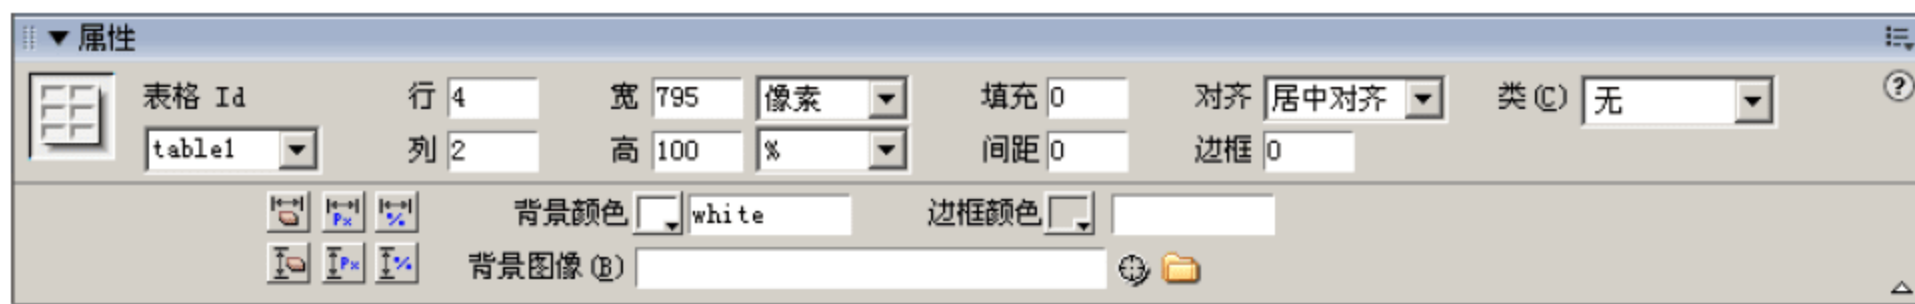 属性
表格 Id 行 4 宽 795 像素 填充 0 对齐 居中对齐 类(C) 无
table1 列 2 高 100 % 间距 0 边框 0
背景颜色 white 边框颜色
背景图像(B)